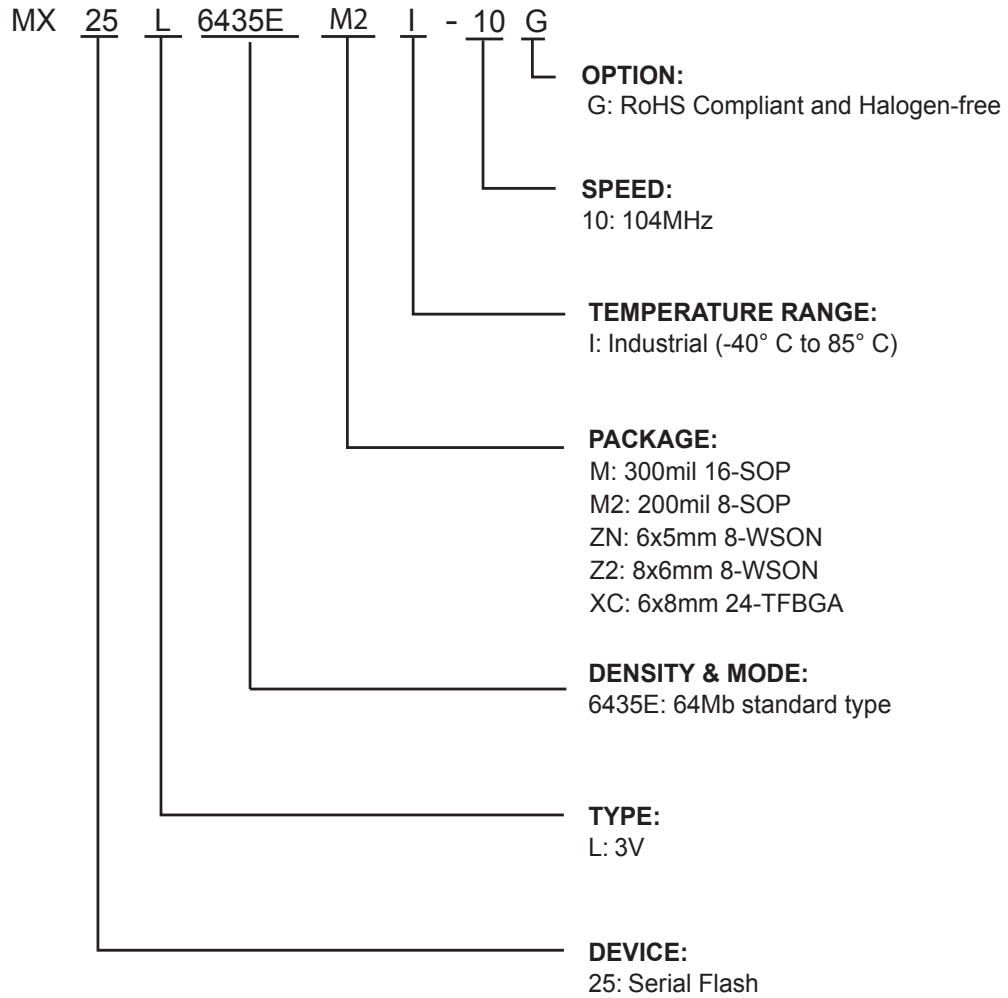 MX 25 L 6435E M2 I - 10 G
OPTION:
G: RoHS Compliant and Halogen-free
SPEED:
10: 104MHz
TEMPERATURE RANGE:
I: Industrial (-40° C to 85° C)
PACKAGE:
M: 300mil 16-SOP
M2: 200mil 8-SOP
ZN: 6x5mm 8-WSON
Z2: 8x6mm 8-WSON
XC: 6x8mm 24-TFBGA
DENSITY & MODE:
6435E: 64Mb standard type
TYPE:
L: 3V
DEVICE:
25: Serial Flash